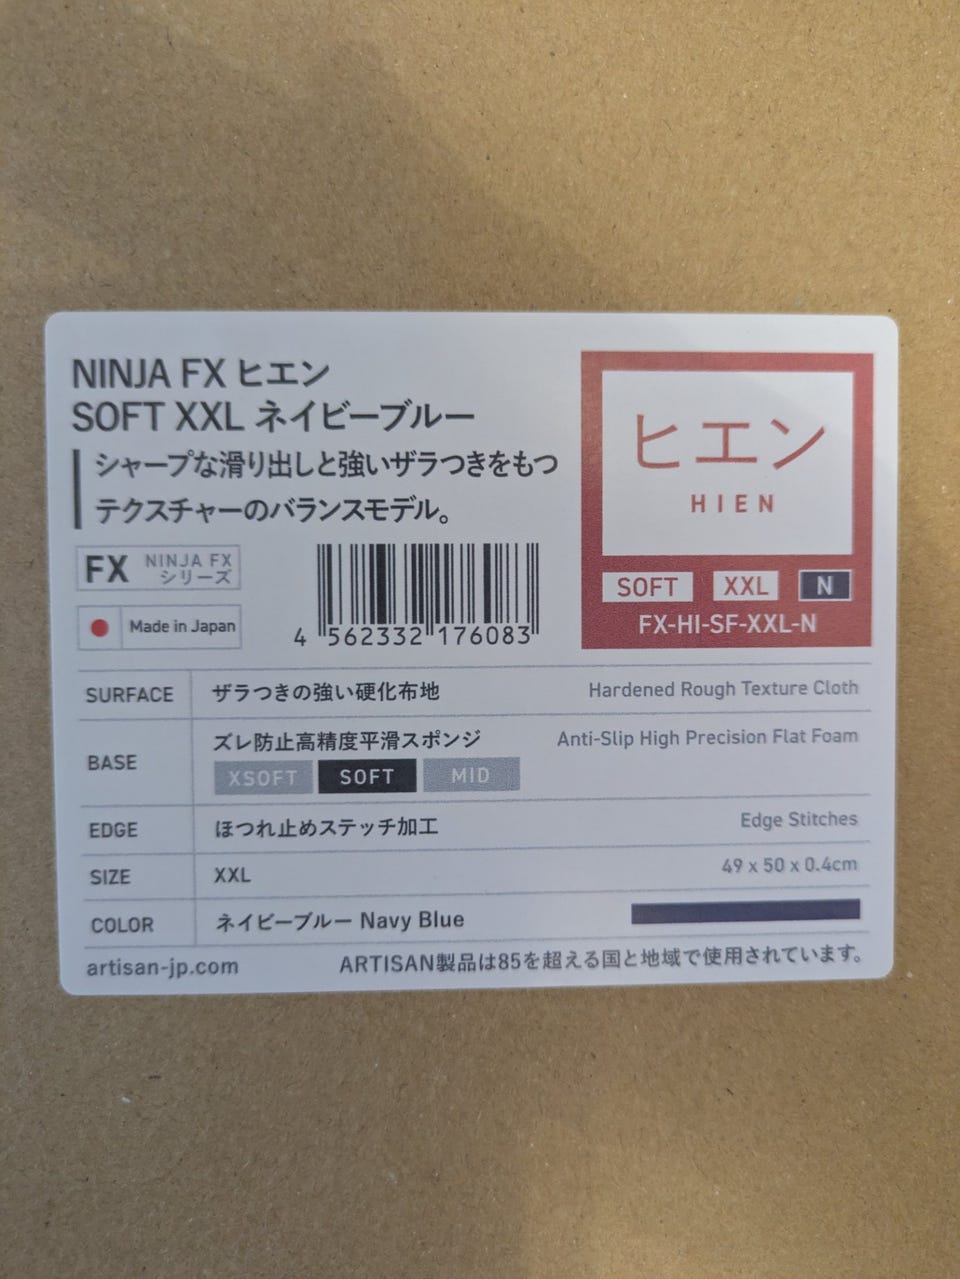 NINJA FX ヒエン
SOFT XXL ネイビーブルー
シャープな滑り出しと強いザラつきをもつ
テクスチャーのバランスモデル。
FX NINJA FX
シリーズ
Made in Japan
4 562332 176083
ヒエン
HIEN
SOFT XXL N
FX-HI-SF-XXL-N
SURFACE ザラつきの強い硬化布地 Hardened Rough Texture Cloth
BASE ズレ防止高精度平滑スポンジ Anti-Slip High Precision Flat Foam
XSOFT SOFT MID
EDGE ほつれ止めステッチ加工 Edge Stitches
SIZE XXL 49 x 50 x 0.4cm
COLOR ネイビーブルー Navy Blue
artisan-jp.com ARTISAN製品は85を超える国と地域で使用されています。